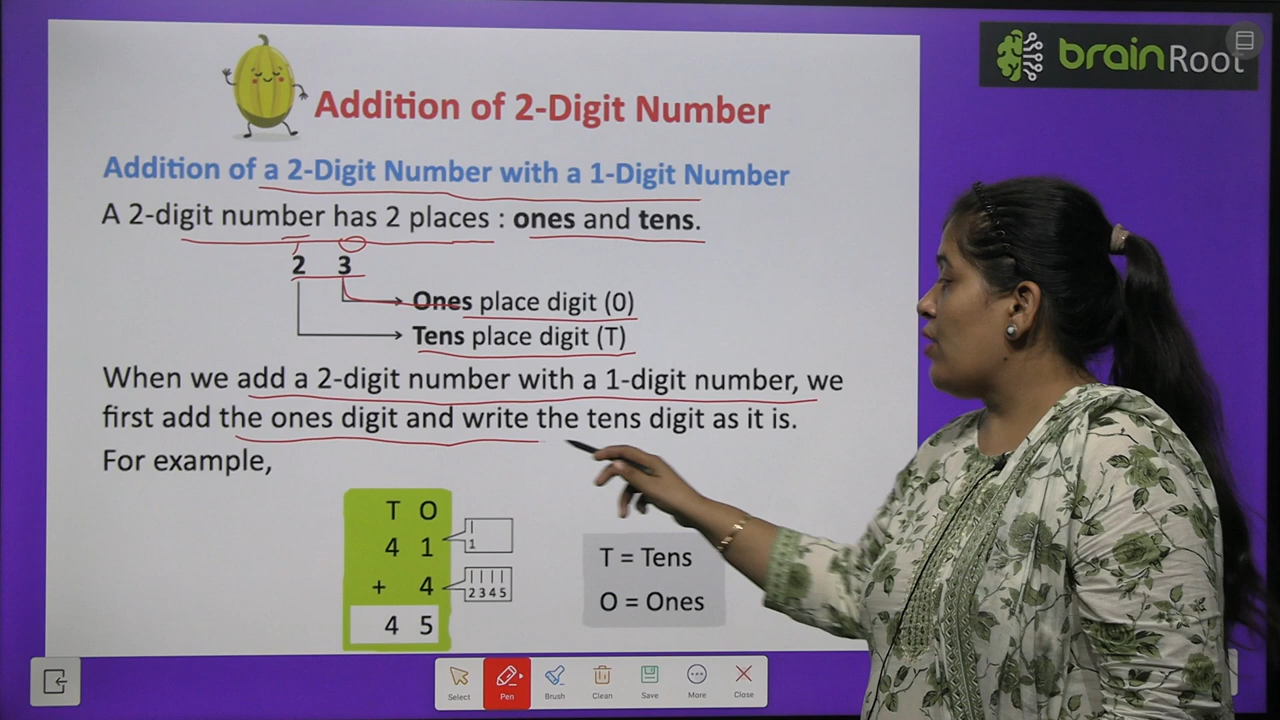 brainRoot
Addition of 2-Digit Number
Addition of a 2-Digit Number with a 1-Digit Number
A 2-digit number has 2 places : ones and tens.
2 3
Ones place digit (O)
Tens place digit (T)
When we add a 2-digit number with a 1-digit number, we
first add the ones digit and write the tens digit as it is.
For example,
T O
4 1
1
+ 4
2 3 4 5
4 5
T = Tens
O = Ones
Select Pen Brush Clean Save More Close